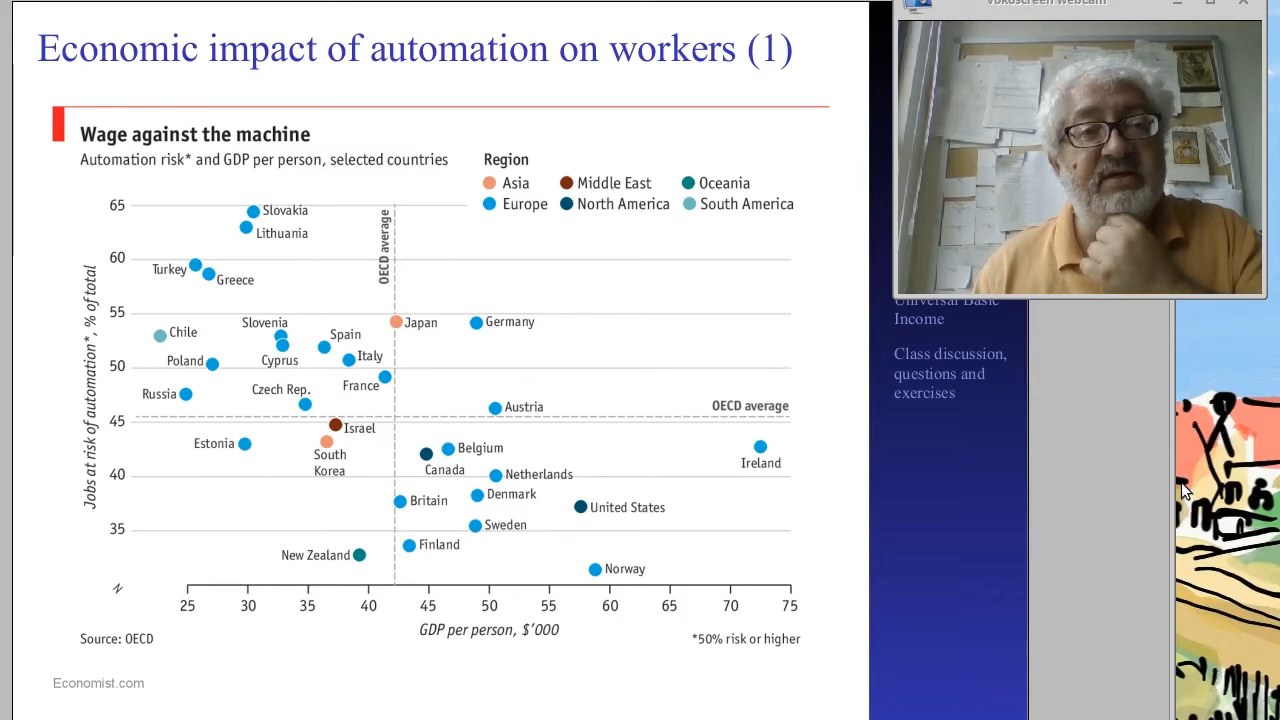 Economic impact of automation on workers (1)
Wage against the machine
Automation risk* and GDP per person, selected countries
Region
Asia
Middle East
Oceania
Europe
North America
South America
Jobs at risk of automation*, % of total
65
60
55
50
45
40
35
OECD average
OECD average
Slovakia
Lithuania
Turkey
Greece
Chile
Slovenia
Spain
Japan
Germany
Poland
Cyprus
Italy
France
Russia
Czech Rep.
Austria
Israel
Estonia
South
Korea
Belgium
Canada
Ireland
Netherlands
Denmark
Britain
United States
Sweden
Finland
New Zealand
Norway
25
30
35
40
45
50
55
60
65
70
75
GDP per person, $'000
Source: OECD
*50% risk or higher
Economist.com
vokoscreen webcam
Universal Basic
Income
Class discussion,
questions and
exercises